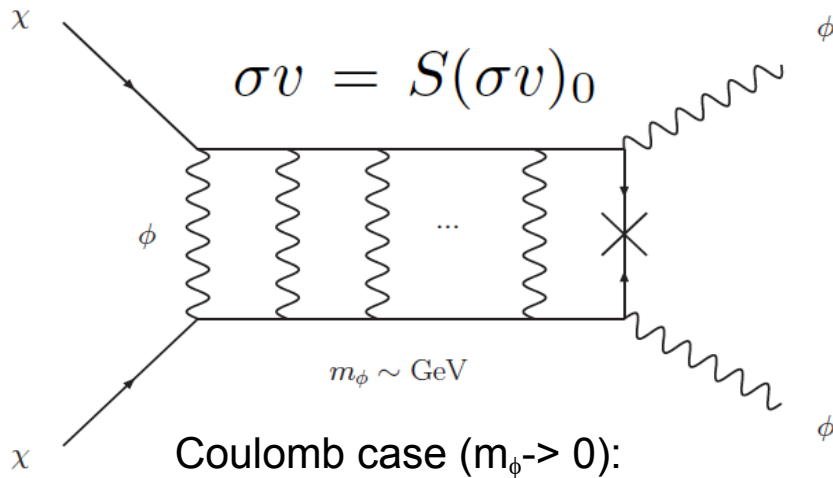 χ
ϕ
σv = S(σv)₀
ϕ
...
m_ϕ ∼ GeV
χ
ϕ
Coulomb case (m_ϕ-> 0):